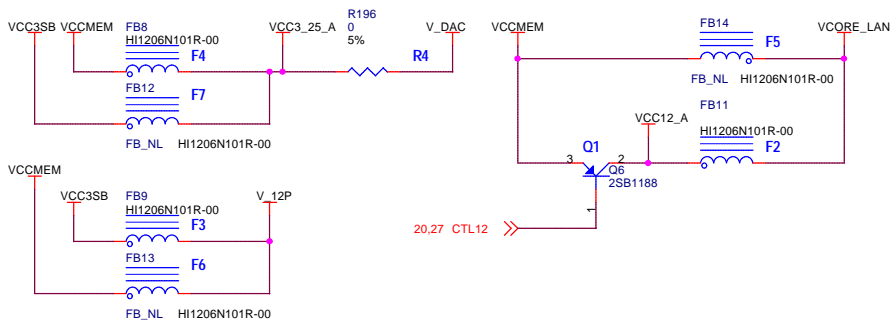 VCC3SB VCCMEM FB8 HI1206N101R-00 F4
FB12 F7
FB_NL HI1206N101R-00
VCC3_25_A R196 0 5% V_DAC
R4
VCCMEM
VCC3SB FB9 HI1206N101R-00 F3 V_12P
FB13 F6
FB_NL HI1206N101R-00
VCCMEM FB14 F5 VCORE_LAN
FB_NL HI1206N101R-00
FB11 HI1206N101R-00 F2
VCC12_A
Q1
3 2
Q6
2SB1188
1
20,27 CTL12